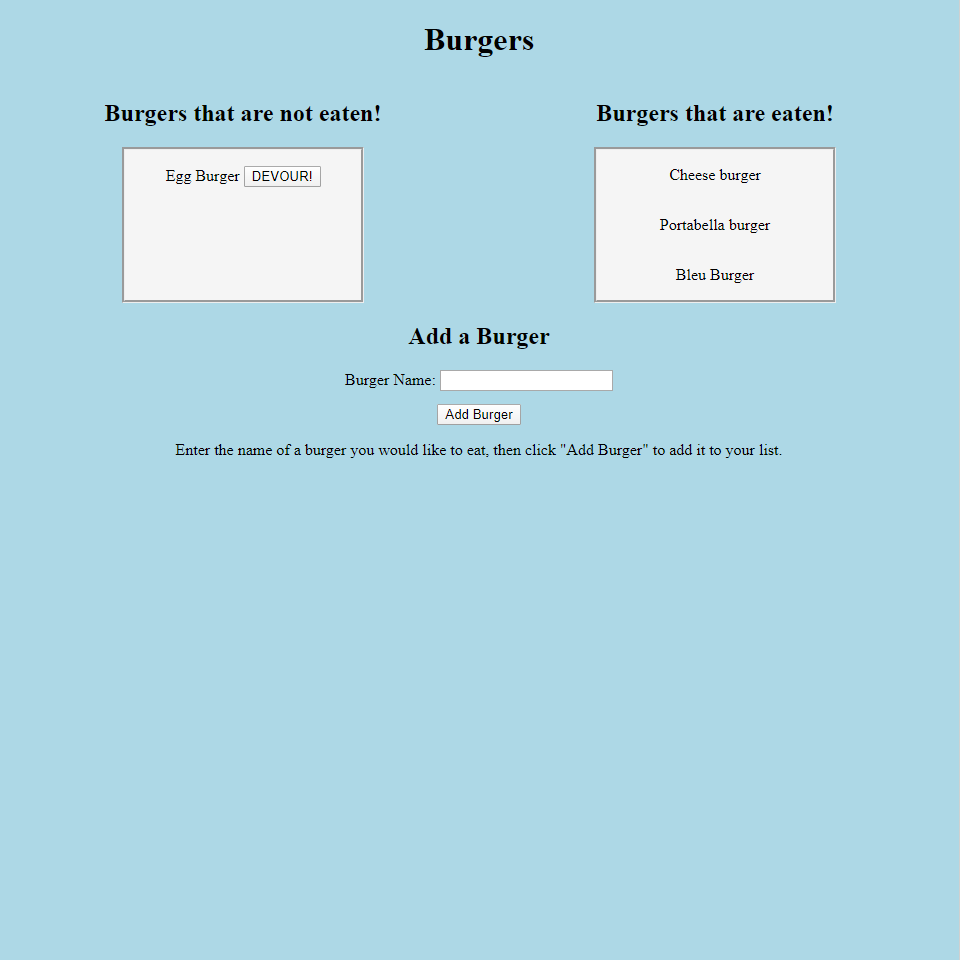 Burgers
Burgers that are not eaten!
Egg Burger DEVOUR!
Burgers that are eaten!
Cheese burger
Portabella burger
Bleu Burger
Add a Burger
Burger Name:
Add Burger
Enter the name of a burger you would like to eat, then click "Add Burger" to add it to your list.